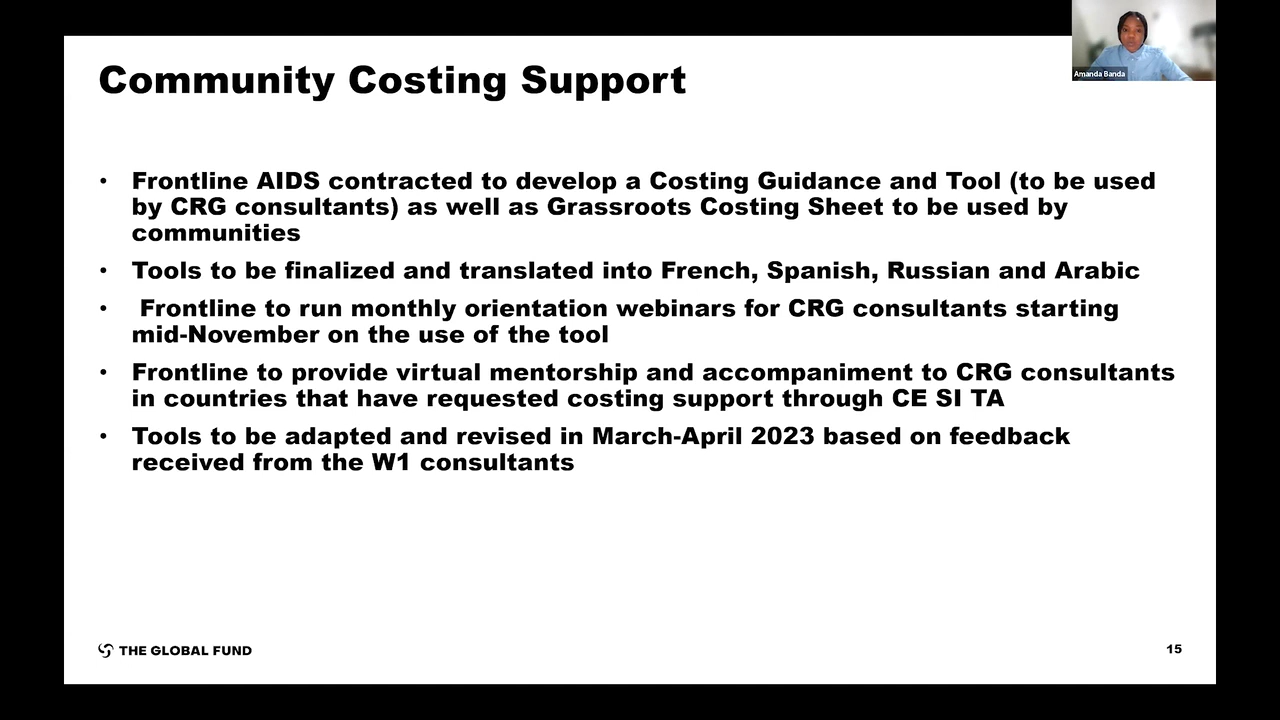 Amanda Banda
Community Costing Support
• Frontline AIDS contracted to develop a Costing Guidance and Tool (to be used
by CRG consultants) as well as Grassroots Costing Sheet to be used by
communities
• Tools to be finalized and translated into French, Spanish, Russian and Arabic
• Frontline to run monthly orientation webinars for CRG consultants starting
mid-November on the use of the tool
• Frontline to provide virtual mentorship and accompaniment to CRG consultants
in countries that have requested costing support through CE SI TA
• Tools to be adapted and revised in March-April 2023 based on feedback
received from the W1 consultants
THE GLOBAL FUND
15